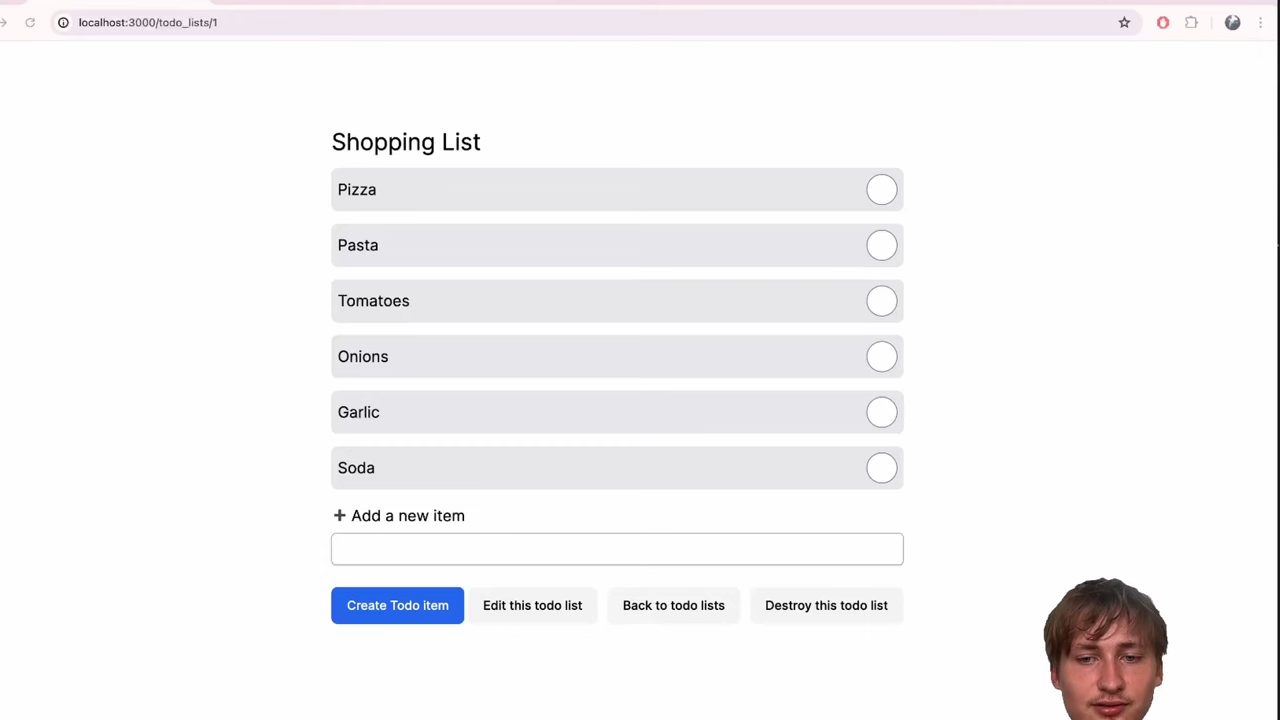 localhost:3000/todo_lists/1
Shopping List
Pizza
Pasta
Tomatoes
Onions
Garlic
Soda
+ Add a new item
Create Todo item Edit this todo list Back to todo lists Destroy this todo list